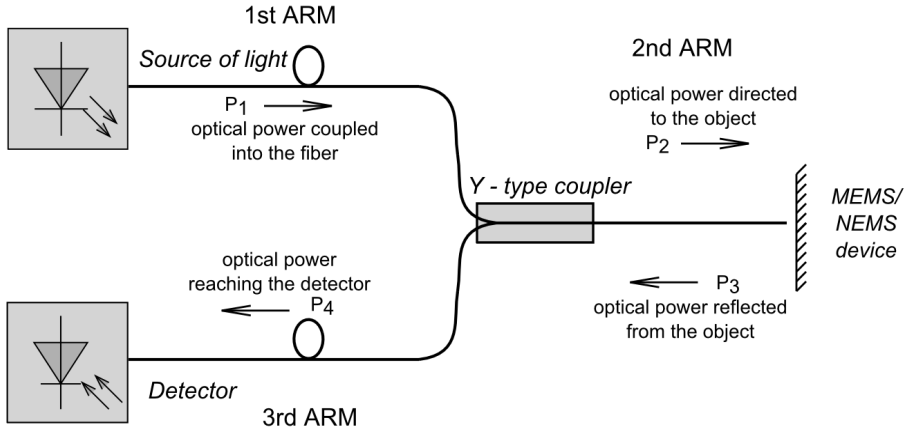 1st ARM
Source of light
P1
optical power coupled
into the fiber
2nd ARM
optical power directed
to the object
P2
Y - type coupler
MEMS/
NEMS
device
optical power
reaching the detector
P4
P3
optical power reflected
from the object
Detector
3rd ARM